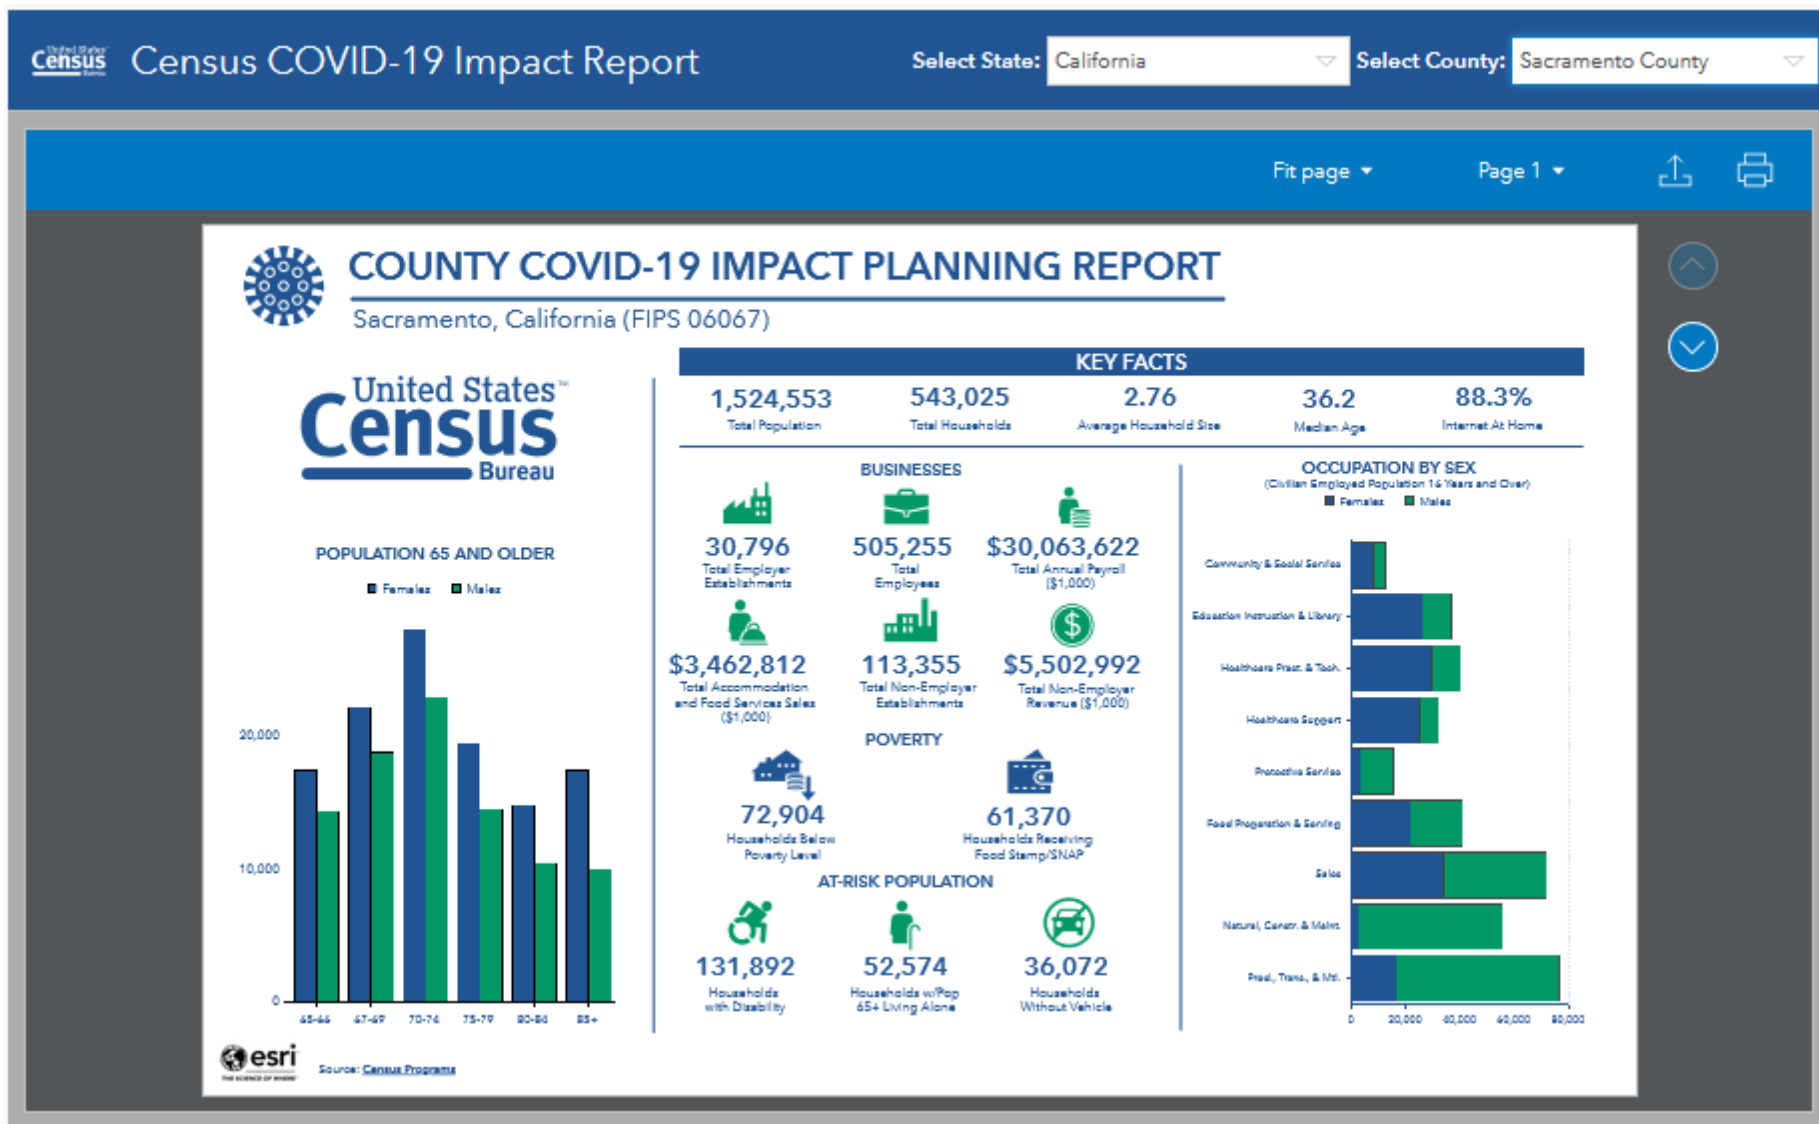 United States
Census
Bureau
Census COVID-19 Impact Report
Select State: California
Select County: Sacramento County
Fit page
Page 1
COUNTY COVID-19 IMPACT PLANNING REPORT
Sacramento, California (FIPS 06067)
United States™
Census
Bureau
POPULATION 65 AND OLDER
Females Males
20,000
10,000
0
65-66 67-69 70-74 75-79 80-84 85+
esri
THE SCIENCE OF WHERE
Source: Census Programs
KEY FACTS
1,524,553
Total Population
543,025
Total Households
2.76
Average Household Size
36.2
Median Age
88.3%
Internet At Home
BUSINESSES
30,796
Total Employer
Establishments
505,255
Total
Employees
$30,063,622
Total Annual Payroll
($1,000)
$3,462,812
Total Accommodation
and Food Services Sales
($1,000)
113,355
Total Non-Employer
Establishments
$5,502,992
Total Non-Employer
Revenue ($1,000)
POVERTY
72,904
Households Below
Poverty Level
61,370
Households Receiving
Food Stamp/SNAP
AT-RISK POPULATION
131,892
Households
with Disability
52,574
Households w/Pop
65+ Living Alone
36,072
Households
Without Vehicle
OCCUPATION BY SEX
(Civilian Employed Population 16 Years and Over)
Females Males
Community & Social Service
Education Instruction & Library
Healthcare Pract. & Tech.
Healthcare Support
Protective Service
Food Preparation & Serving
Sales
Natural, Constr. & Maint.
Prod., Trans., & Mtl.
0 20,000 40,000 60,000 80,000